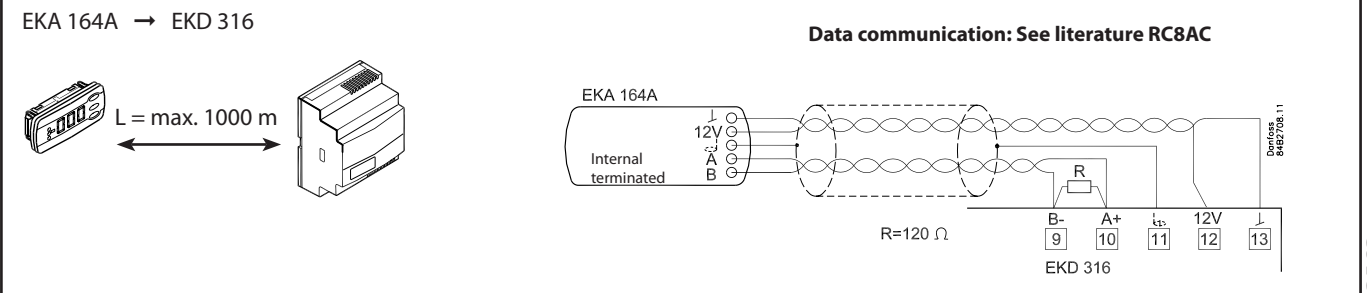 EKA 164A → EKD 316
Data communication: See literature RC8AC
L = max. 1000 m
EKA 164A
12V
A
B
Internal
terminated
Danfoss
84B2708.11
R
R=120 Ω
B- A+ 12V
9 10 11 12 13
EKD 316